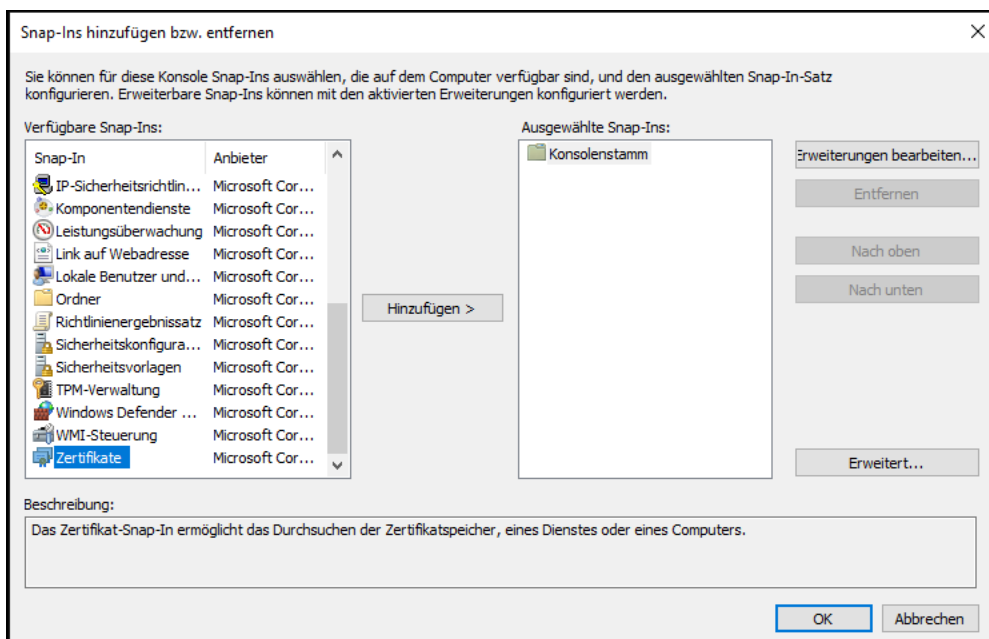 Snap-Ins hinzufügen bzw. entfernen
Sie können für diese Konsole Snap-Ins auswählen, die auf dem Computer verfügbar sind, und den ausgewählten Snap-In-Satz
konfigurieren. Erweiterbare Snap-Ins können mit den aktivierten Erweiterungen konfiguriert werden.
Verfügbare Snap-Ins:
Snap-In Anbieter
IP-Sicherheitsrichtlin... Microsoft Cor...
Komponentendienste Microsoft Cor...
Leistungsüberwachung Microsoft Cor...
Link auf Webadresse Microsoft Cor...
Lokale Benutzer und... Microsoft Cor...
Ordner Microsoft Cor...
Richtlinienergebnissatz Microsoft Cor...
Sicherheitskonfigura... Microsoft Cor...
Sicherheitsvorlagen Microsoft Cor...
TPM-Verwaltung Microsoft Cor...
Windows Defender ... Microsoft Cor...
WMI-Steuerung Microsoft Cor...
Zertifikate Microsoft Cor...
Hinzufügen >
Ausgewählte Snap-Ins:
Konsolenstamm
Erweiterungen bearbeiten...
Entfernen
Nach oben
Nach unten
Erweitert...
Beschreibung:
Das Zertifikat-Snap-In ermöglicht das Durchsuchen der Zertifikatspeicher, eines Dienstes oder eines Computers.
OK Abbrechen